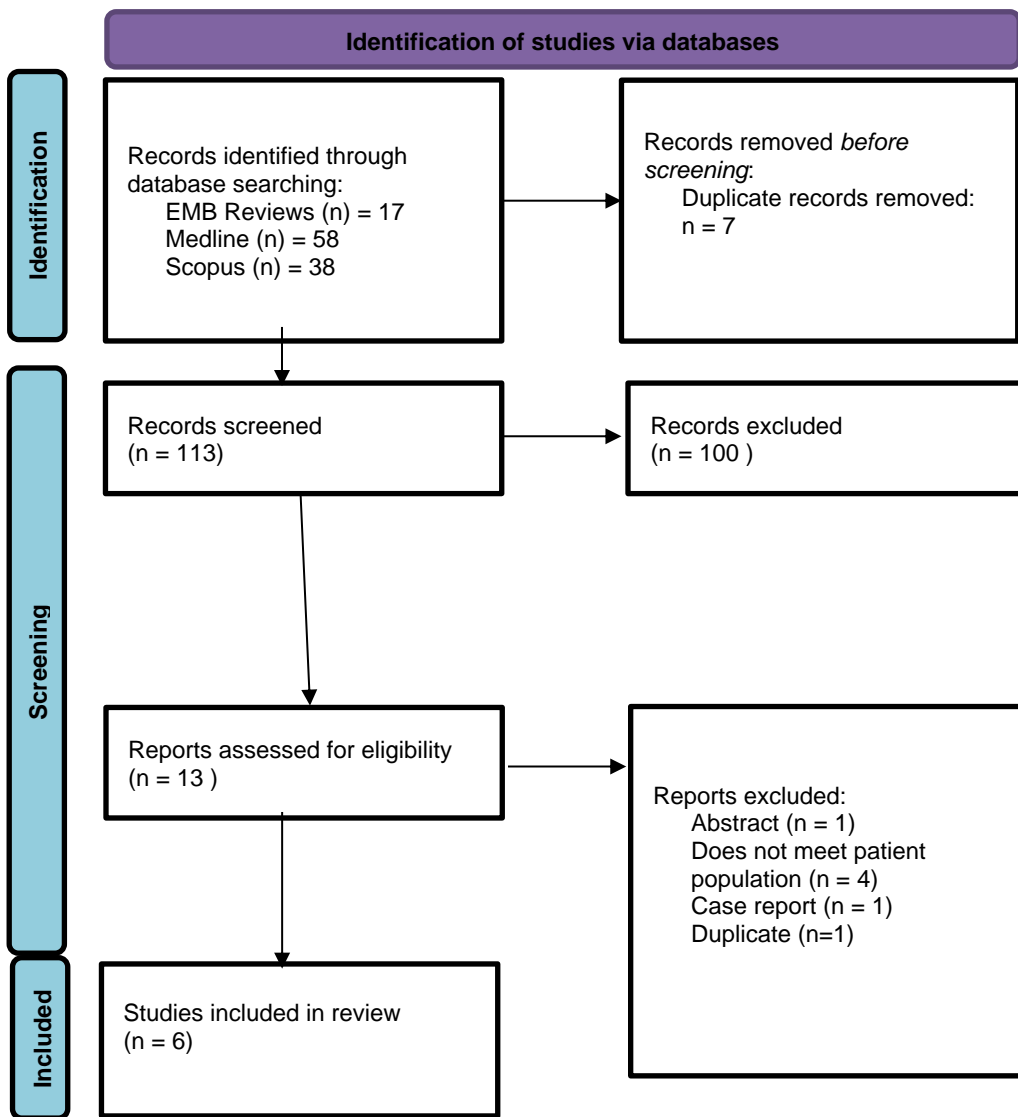 Identification of studies via databases
Identification
Records identified through
database searching:
EMB Reviews (n) = 17
Medline (n) = 58
Scopus (n) = 38
Records removed before
screening:
Duplicate records removed:
n = 7
Screening
Records screened
(n = 113)
Records excluded
(n = 100 )
Reports assessed for eligibility
(n = 13 )
Reports excluded:
Abstract (n = 1)
Does not meet patient
population (n = 4)
Case report (n = 1)
Duplicate (n=1)
Included
Studies included in review
(n = 6)